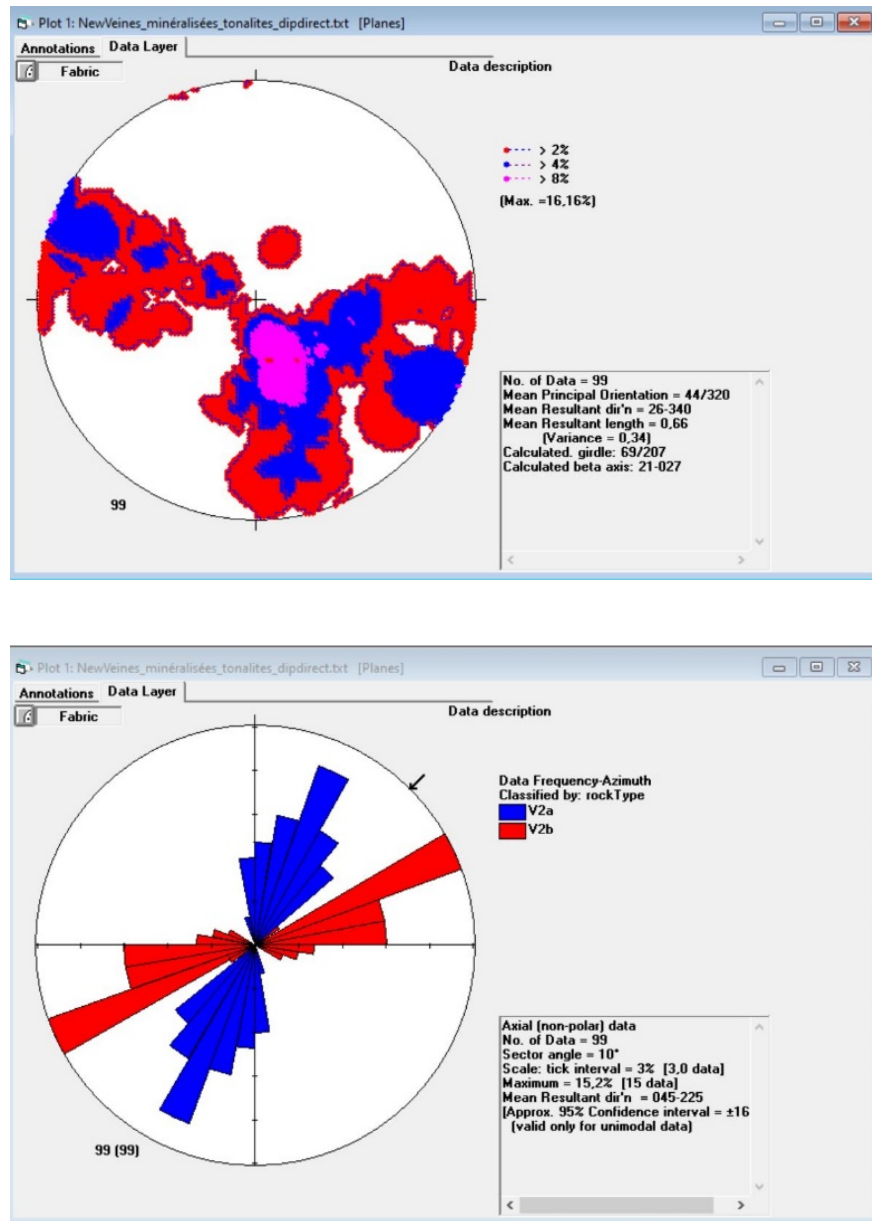 Plot 1: NewVeines_minéralisées_tonalites_dipdirect.txt [Planes]
Annotations Data Layer
Fabric
Data description
> 2%
> 4%
> 8%
(Max. =16,16%)
No. of Data = 99
Mean Principal Orientation = 44/320
Mean Resultant dir'n = 26-340
Mean Resultant length = 0,66
(Variance = 0,34)
Calculated. girdle: 69/207
Calculated beta axis: 21-027
99
Plot 1: NewVeines_minéralisées_tonalites_dipdirect.txt [Planes]
Annotations Data Layer
Fabric
Data description
Data Frequency-Azimuth
Classified by: rockType
V2a
V2b
Axial (non-polar) data
No. of Data = 99
Sector angle = 10°
Scale: tick interval = 3% [3,0 data]
Maximum = 15,2% [15 data]
Mean Resultant dir'n = 045-225
(Approx. 95% Confidence interval = ±16
(valid only for unimodal data)
99 (99)